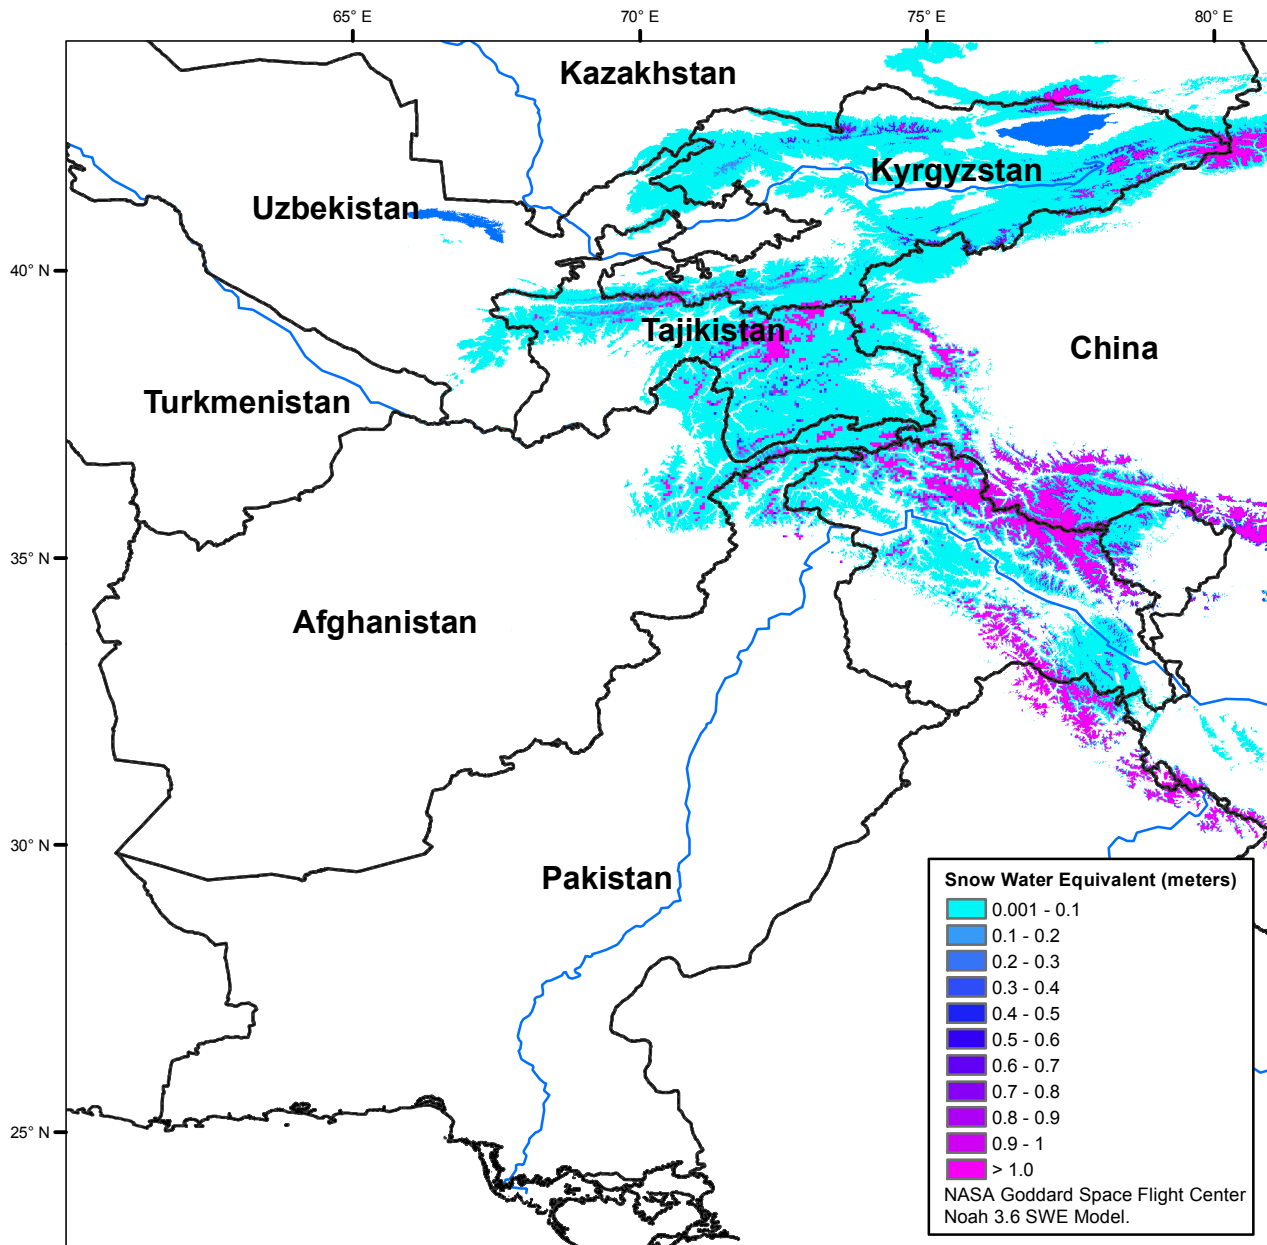 65° E
70° E
75° E
80° E
Kazakhstan
Kyrgyzstan
Uzbekistan
40° N
Tajikistan
China
Turkmenistan
35° N
Afghanistan
30° N
Pakistan
25° N
Snow Water Equivalent (meters)
0.001 - 0.1
0.1 - 0.2
0.2 - 0.3
0.3 - 0.4
0.4 - 0.5
0.5 - 0.6
0.6 - 0.7
0.7 - 0.8
0.8 - 0.9
0.9 - 1
> 1.0
NASA Goddard Space Flight Center
Noah 3.6 SWE Model.